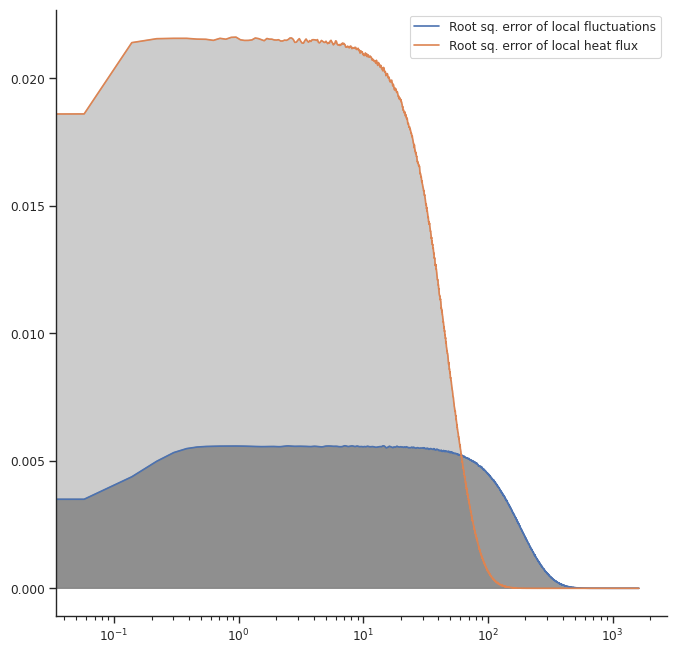 Root sq. error of local fluctuations
Root sq. error of local heat flux
0.020
0.015
0.010
0.005
0.000
10⁻¹ 10⁰ 10¹ 10² 10³